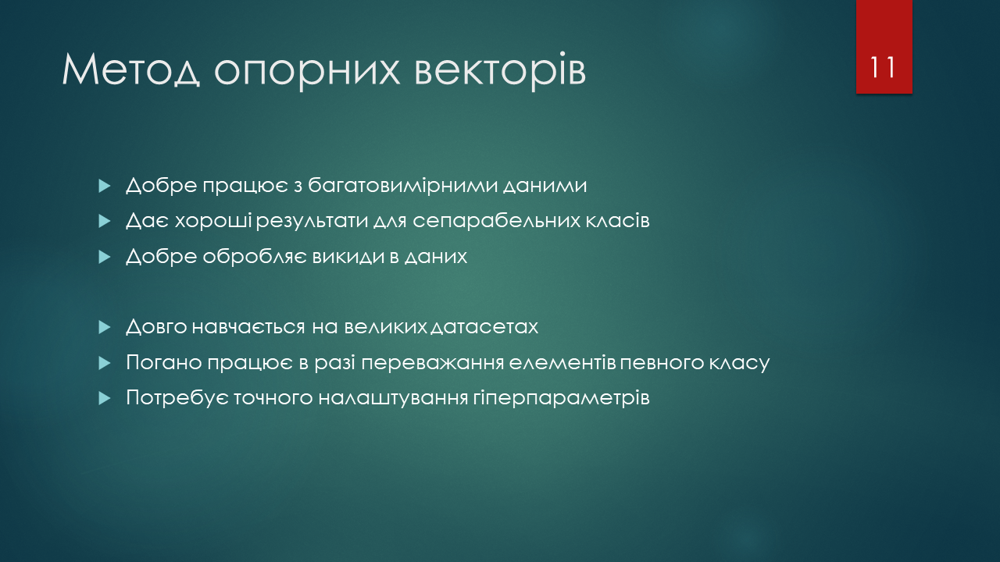 Метод опорних векторів
11
Добре працює з багатовимірними даними
Дає хороші результати для сепарабельних класів
Добре обробляє викиди в даних
Довго навчається на великих датасетах
Погано працює в разі переважання елементів певного класу
Потребує точного налаштування гіперпараметрів